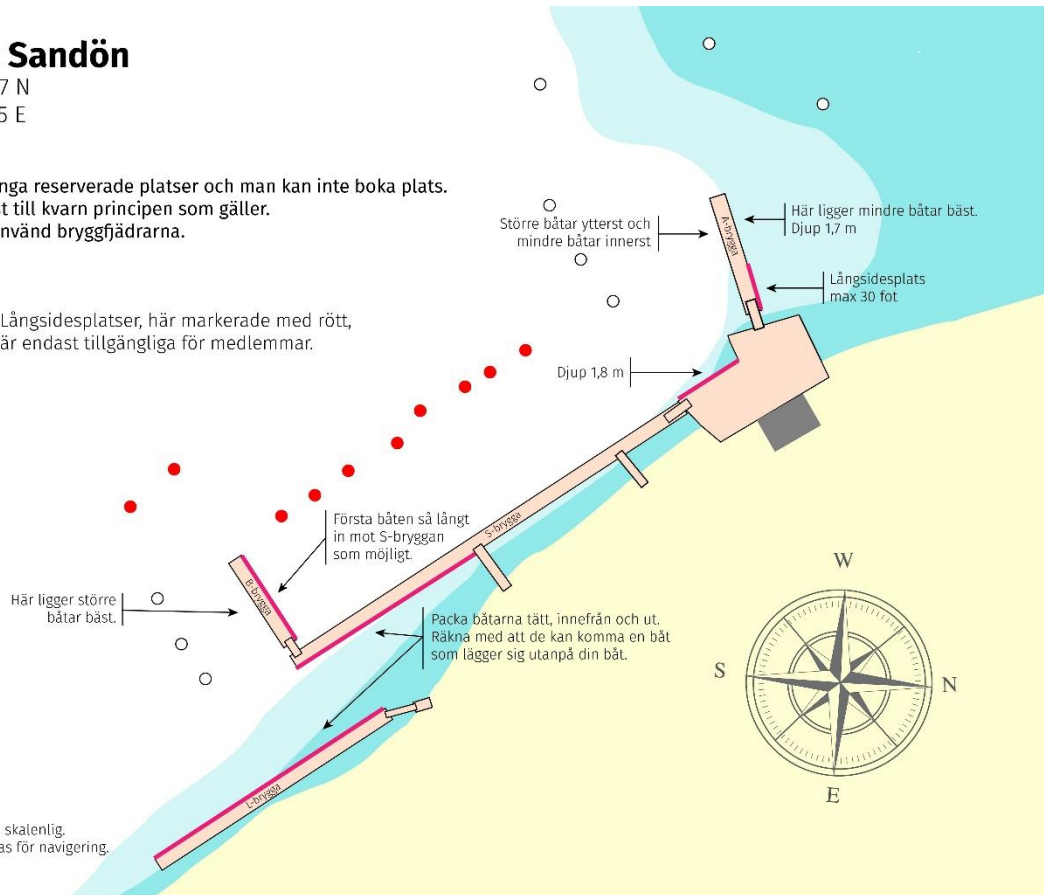 Sandön
7 N
5 E
nga reserverade platser och man kan inte boka plats.
st till kvarn principen som gäller.
nvänd bryggfjädrarna.
Större båtar ytterst och
mindre båtar innerst
A-brygga
Här ligger mindre båtar bäst.
Djup 1,7 m
Långsidesplats
max 30 fot
Långsidesplatser, här markerade med rött,
är endast tillgängliga för medlemmar.
Djup 1,8 m
S-brygga
Första båten så långt
in mot S-bryggan
som möjligt.
B-brygga
Här ligger större
båtar bäst.
Packa båtarna tätt, innefrån och ut.
Räkna med att de kan komma en båt
som lägger sig utanpå din båt.
W
S
N
E
L-brygga
skalenlig.
as för navigering.